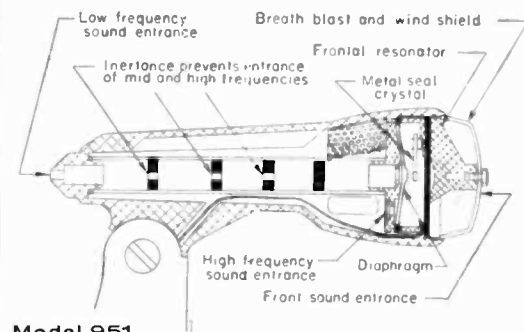 Low frequency
sound entrance
Breath blast and wind shield
Frontal resonator
Inertance prevents entrance
of mid and high frequencies
Metal seal
crystal
High frequency
sound entrance
Diaphragm
Front sound entrance
Model 951